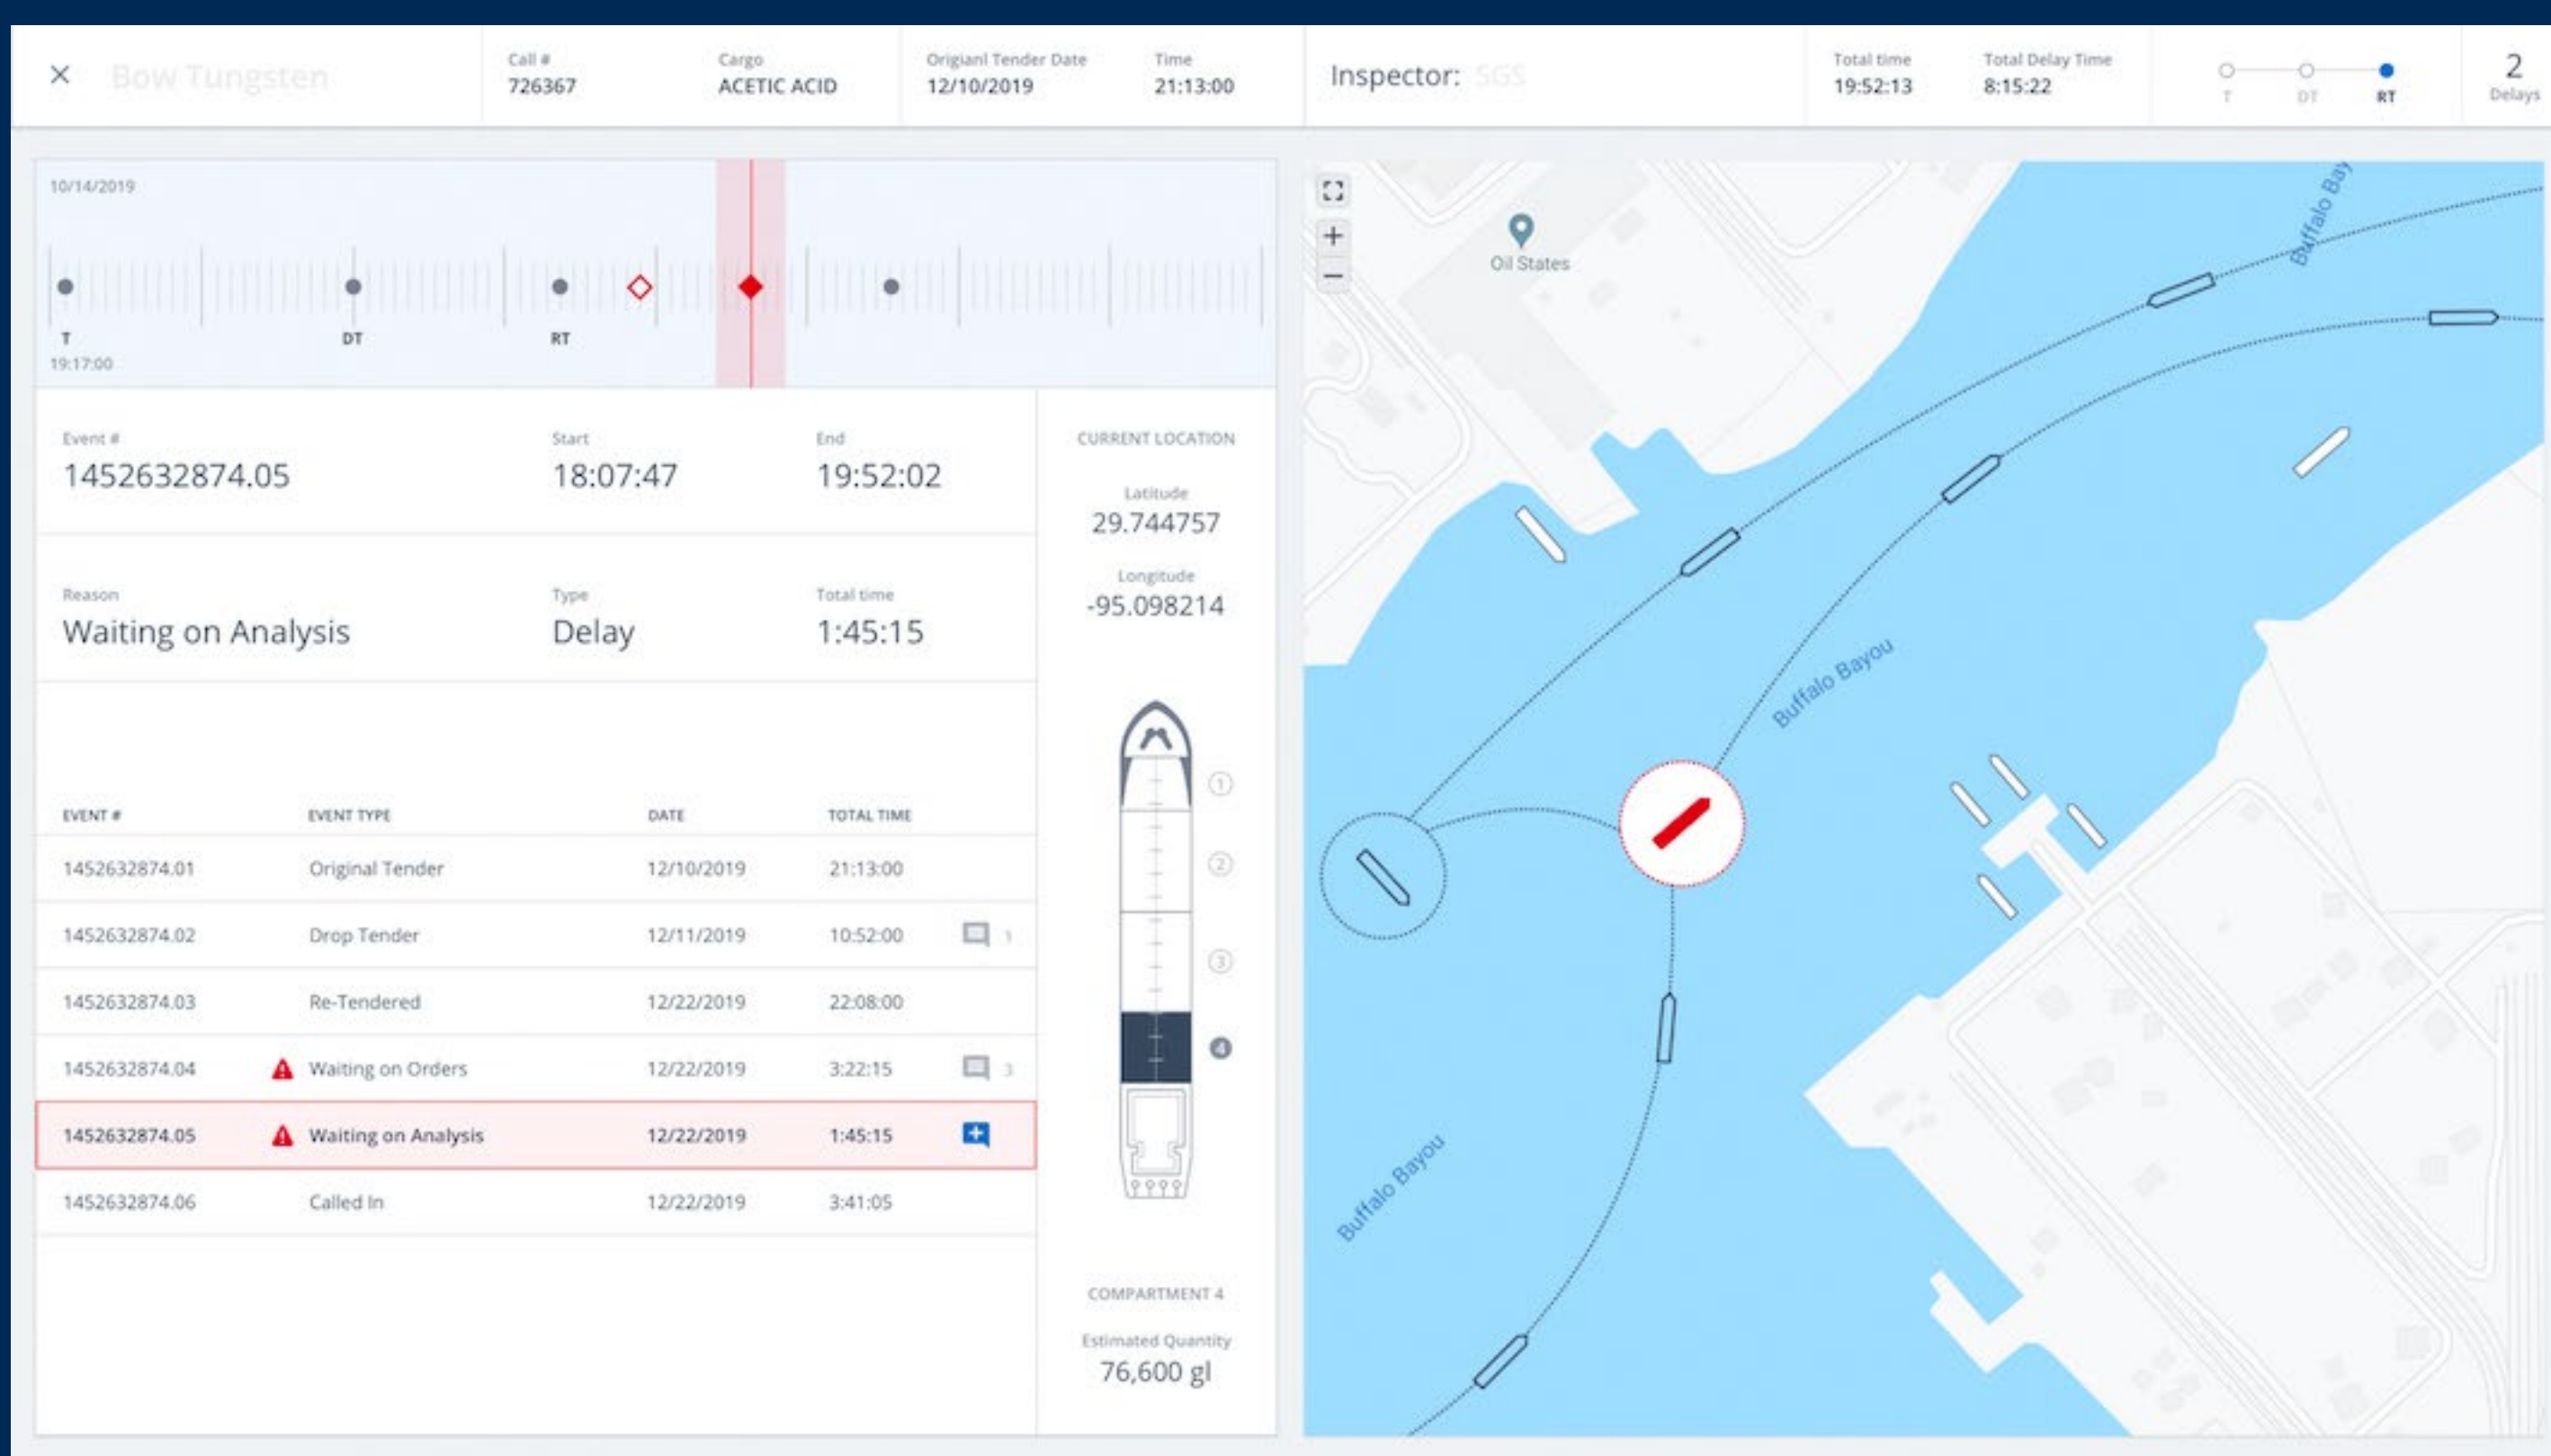 Bow Tungsten
Call #
726367
Cargo
ACETIC ACID
Origianl Tender Date
12/10/2019
Time
21:13:00
Inspector: SGS
Total time
19:52:13
Total Delay Time
8:15:22
T DT RT
2
Delays
10/14/2019
T DT RT
19:17:00
Event #
1452632874.05
Start
18:07:47
End
19:52:02
Reason
Waiting on Analysis
Type
Delay
Total time
1:45:15
EVENT # EVENT TYPE DATE TOTAL TIME
1452632874.01 Original Tender 12/10/2019 21:13:00
1452632874.02 Drop Tender 12/11/2019 10:52:00 1
1452632874.03 Re-Tendered 12/22/2019 22:08:00
1452632874.04 Waiting on Orders 12/22/2019 3:22:15 3
1452632874.05 Waiting on Analysis 12/22/2019 1:45:15
1452632874.06 Called In 12/22/2019 3:41:05
CURRENT LOCATION
Latitude
29.744757
Longitude
-95.098214
1
2
3
4
COMPARTMENT 4
Estimated Quantity
76,600 gl
Oil States
Buffalo Bay
Buffalo Bayou
Buffalo Bayou